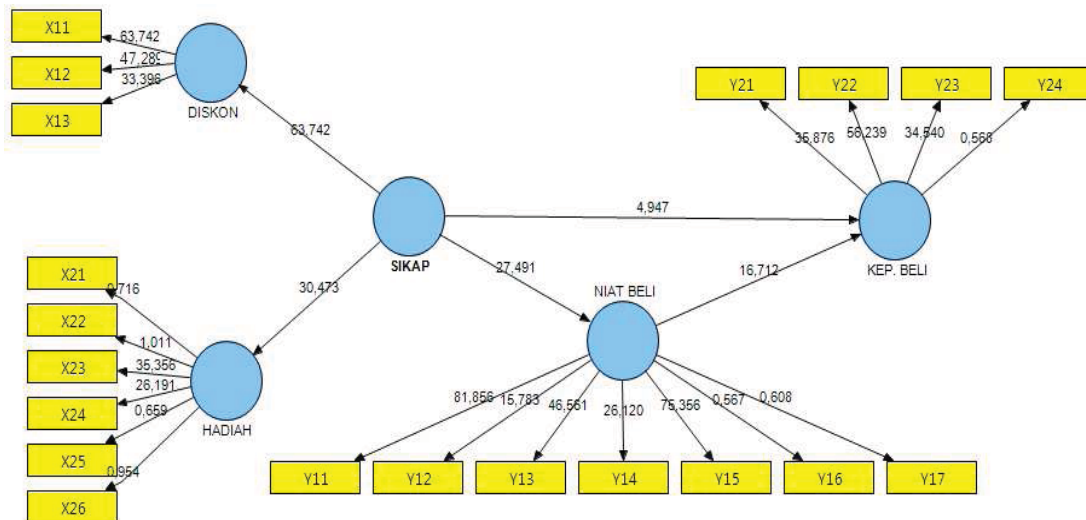 X11
63,742
X12
47,289
X13
33,396
DISKON
63,742
Y21
Y22
Y23
Y24
35,876
56,239
34,540
0,566
KEP. BELI
SIKAP
4,947
27,491
16,712
30,473
NIAT BELI
X21
0,716
X22
1,011
X23
35,356
X24
26,191
X25
0,659
X26
0,954
HADIAH
81,856
15,783
46,561
26,120
75,356
0,567
0,608
Y11
Y12
Y13
Y14
Y15
Y16
Y17